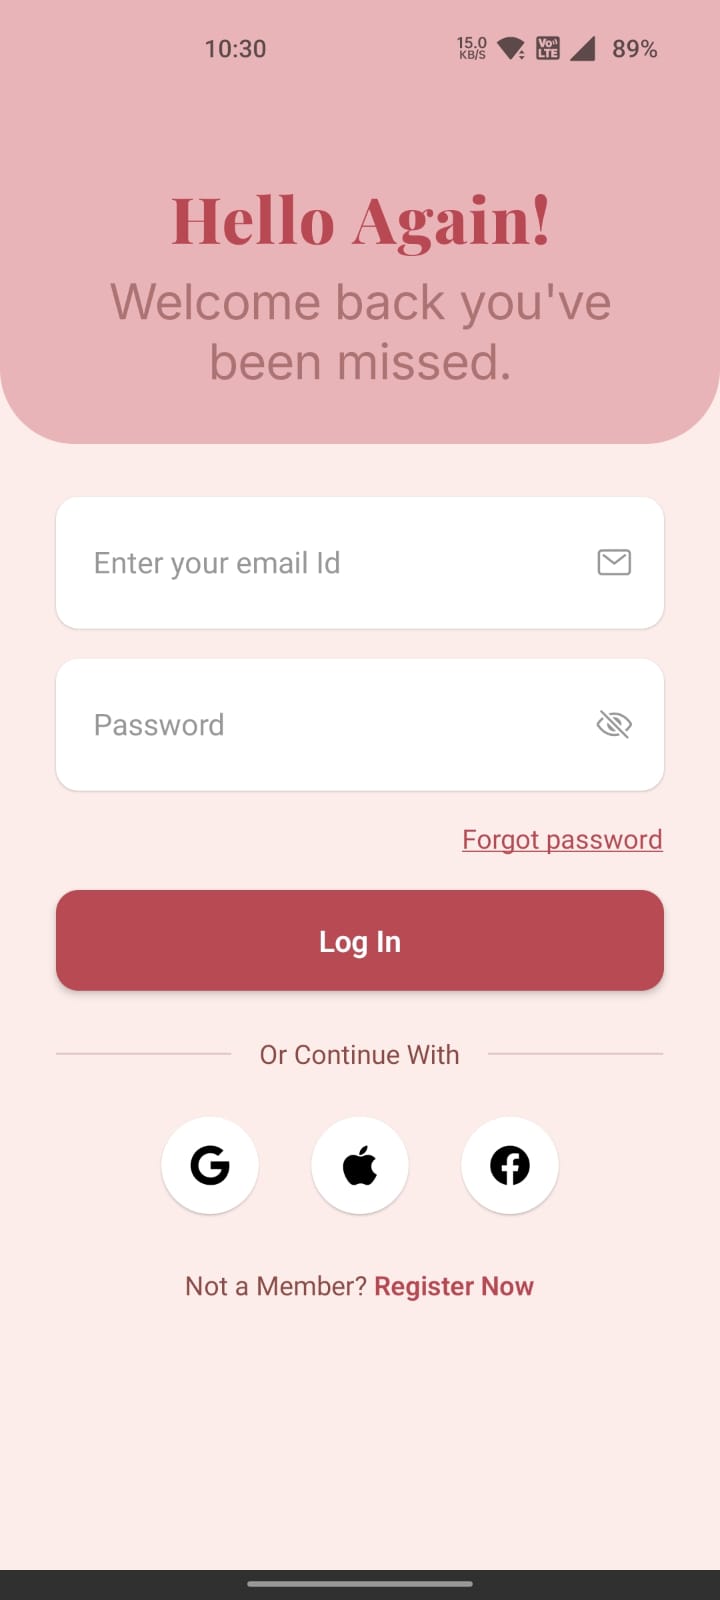 10:30
15.0
KB/S
Vo))
LTE
89%
Hello Again!
Welcome back you've
been missed.
Enter your email Id
Password
Forgot password
Log In
Or Continue With
Not a Member? Register Now